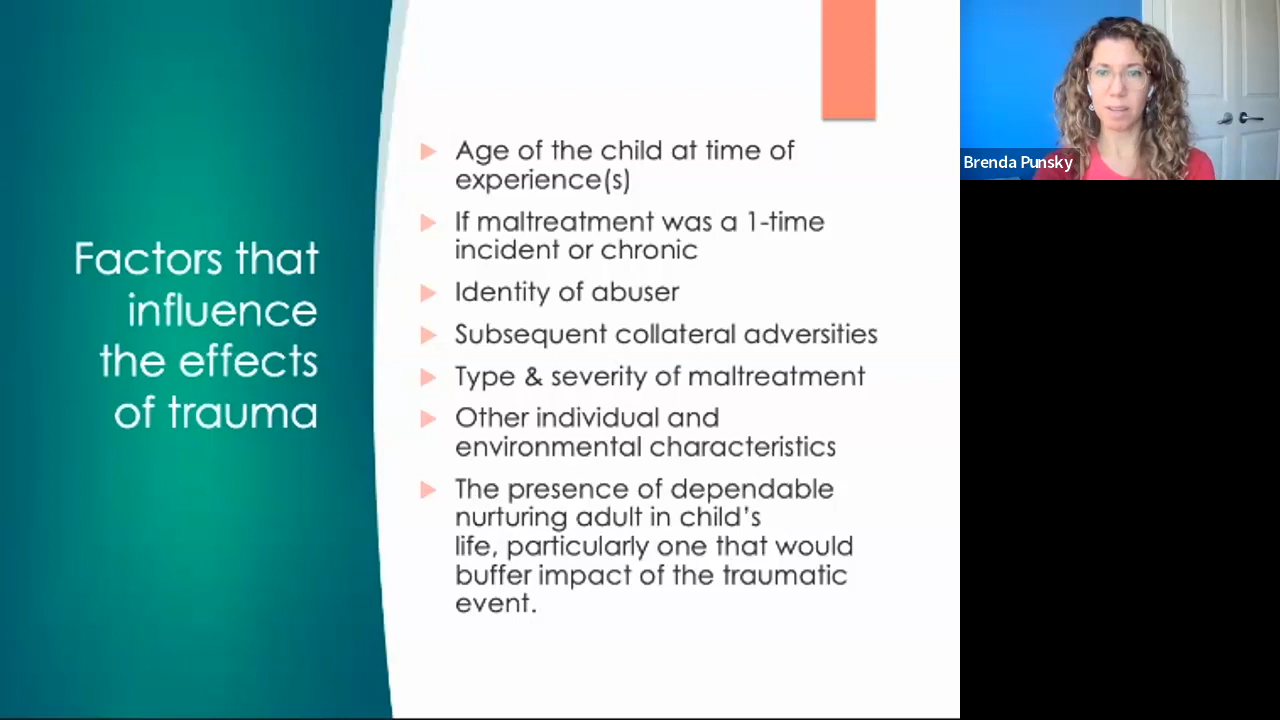 Factors that
influence
the effects
of trauma
Age of the child at time of
experience(s)
If maltreatment was a 1-time
incident or chronic
Identity of abuser
Subsequent collateral adversities
Type & severity of maltreatment
Other individual and
environmental characteristics
The presence of dependable
nurturing adult in child's
life, particularly one that would
buffer impact of the traumatic
event.
Brenda Punsky